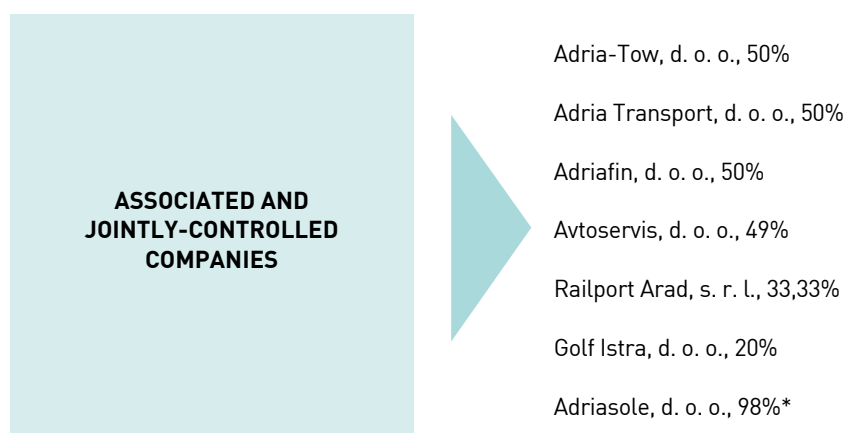 ASSOCIATED AND
JOINTLY-CONTROLLED
COMPANIES
Adria-Tow, d. o. o., 50%
Adria Transport, d. o. o., 50%
Adriafin, d. o. o., 50%
Avtoservis, d. o. o., 49%
Railport Arad, s. r. l., 33,33%
Golf Istra, d. o. o., 20%
Adriasole, d. o. o., 98%*